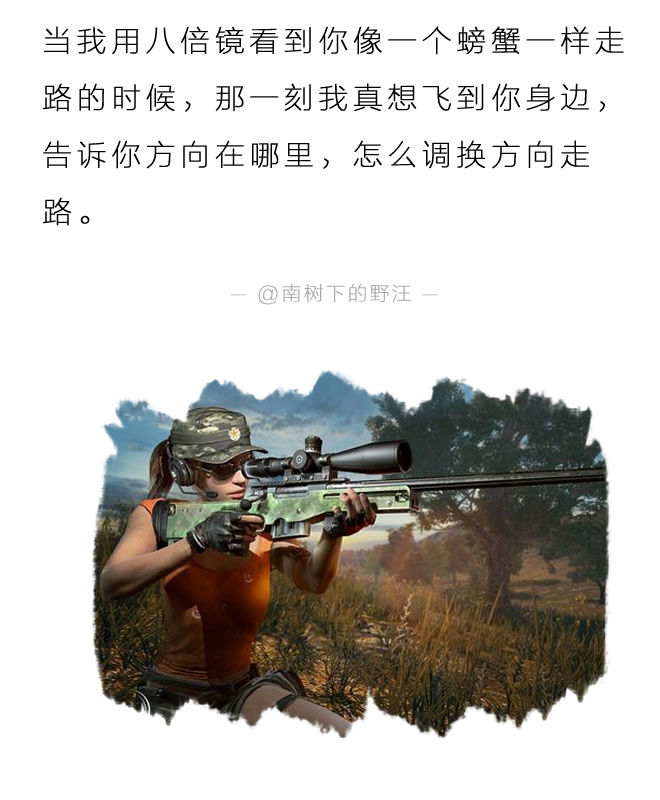 当我用八倍镜看到你像一个螃蟹一样走
路的时候，那一刻我真想飞到你身边，
告诉你方向在哪里，怎么调换方向走
路。
— @南树下的野汪 —